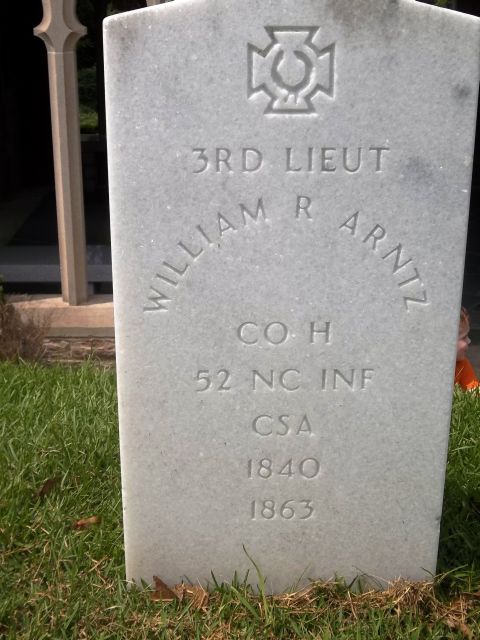 3RD LIEUT
WILLIAM R ARNTZ
CO H
52 NC INF
CSA
1840
1863